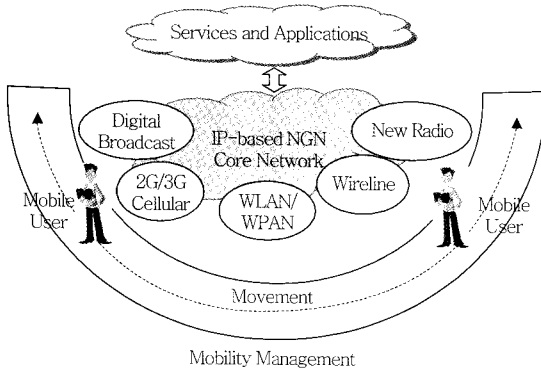 Services and Applications
Digital
Broadcast
IP-based NGN
Core Network
New Radio
2G/3G
Cellular
WLAN/
WPAN
Wireline
Mobile
User
Mobile
User
Movement
Mobility Management